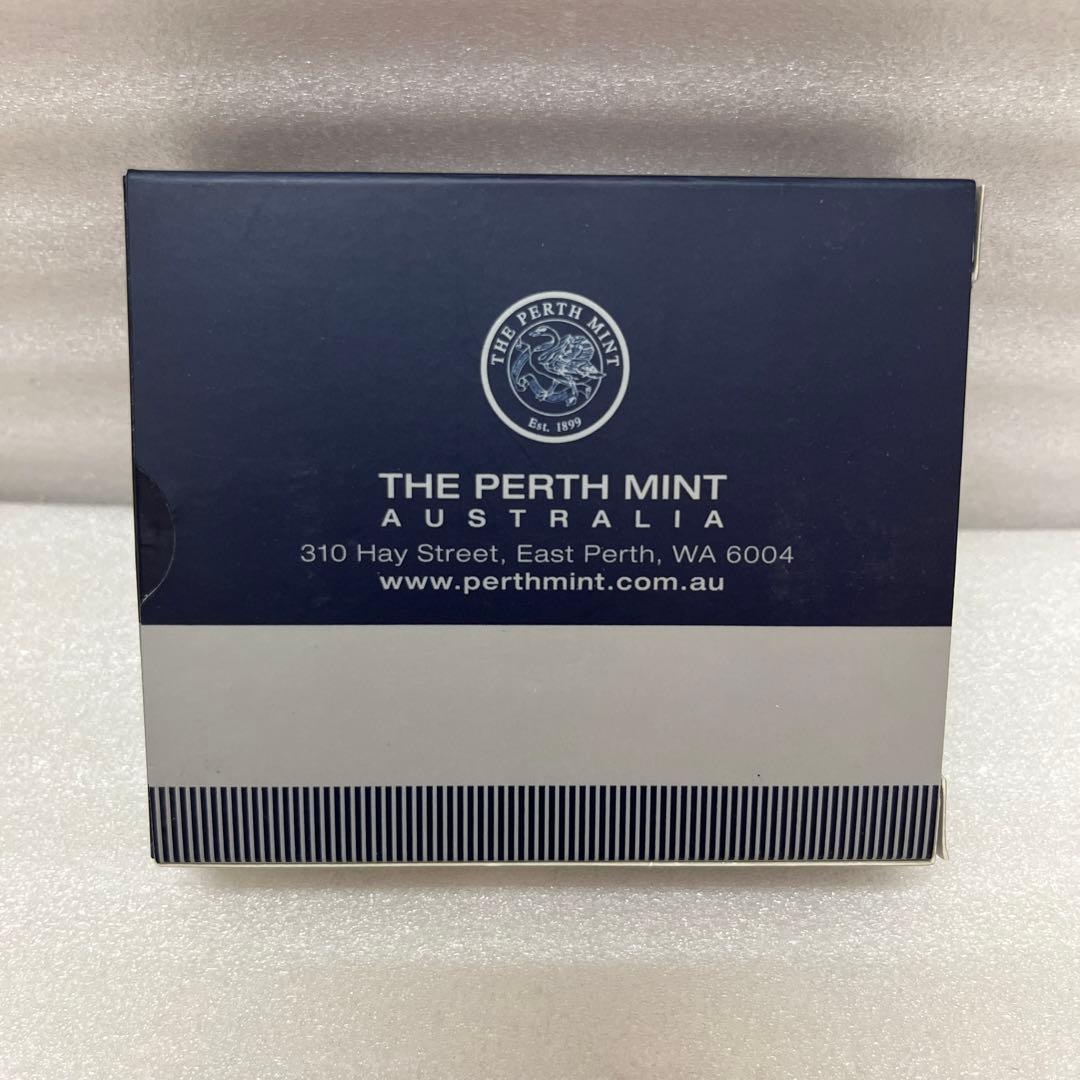 THE PERTH MINT
Est. 1899
THE PERTH MINT
AUSTRALIA
310 Hay Street, East Perth, WA 6004
www.perthmint.com.au